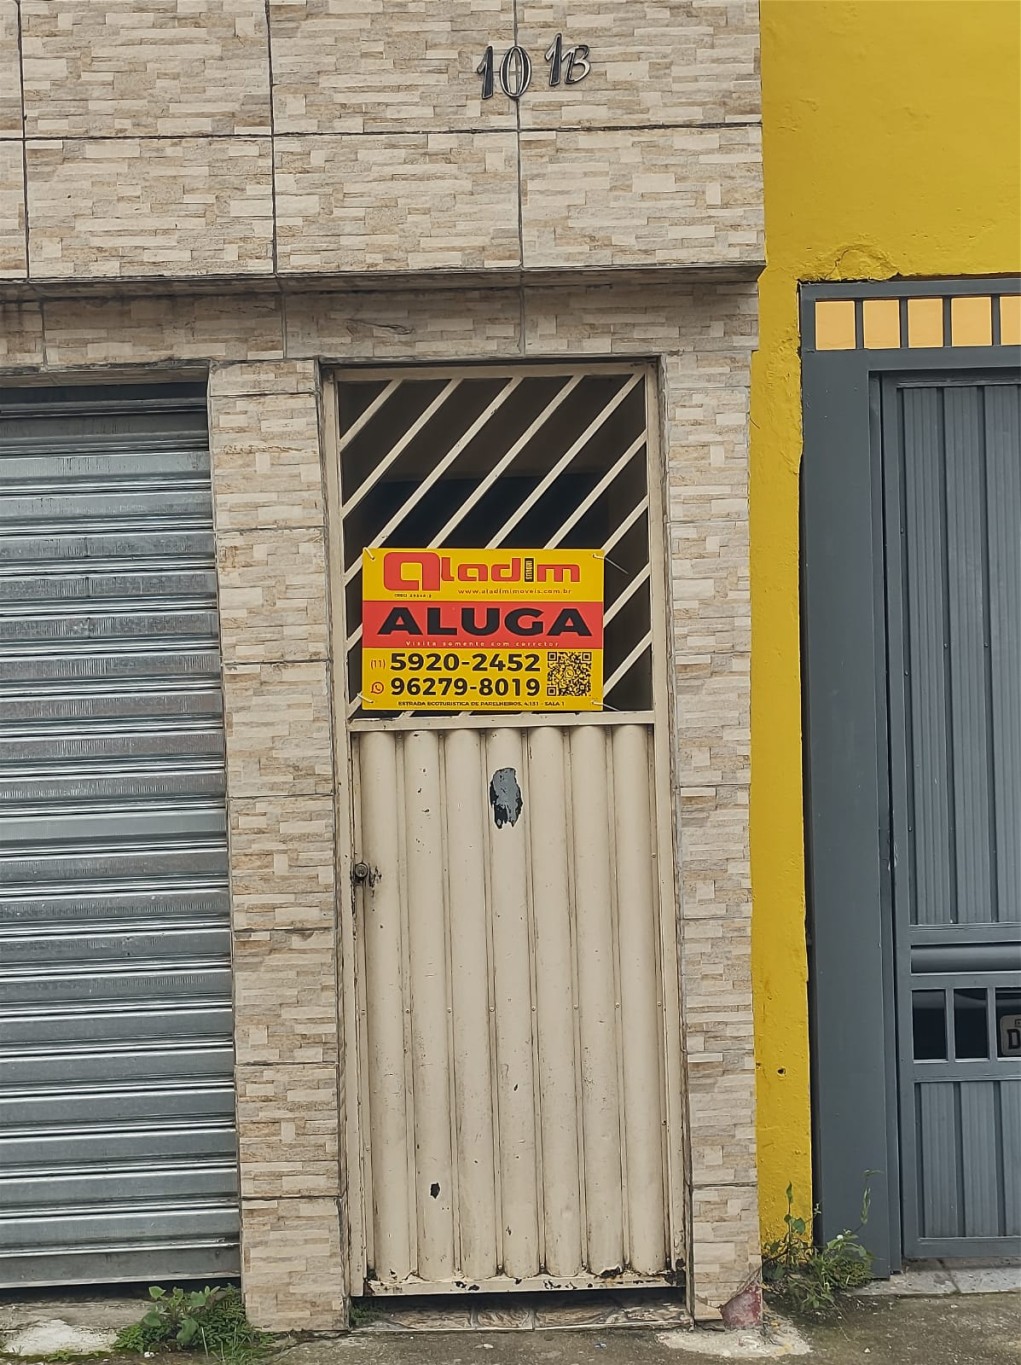 101B
aladim
www.aladimimoveis.com.br
ALUGA
Visite somente com corretor
(11) 5920-2452
96279-8019
ESTRADA ECOTURISTICA DE PARELHEIROS, 4.151 - SALA 1
D